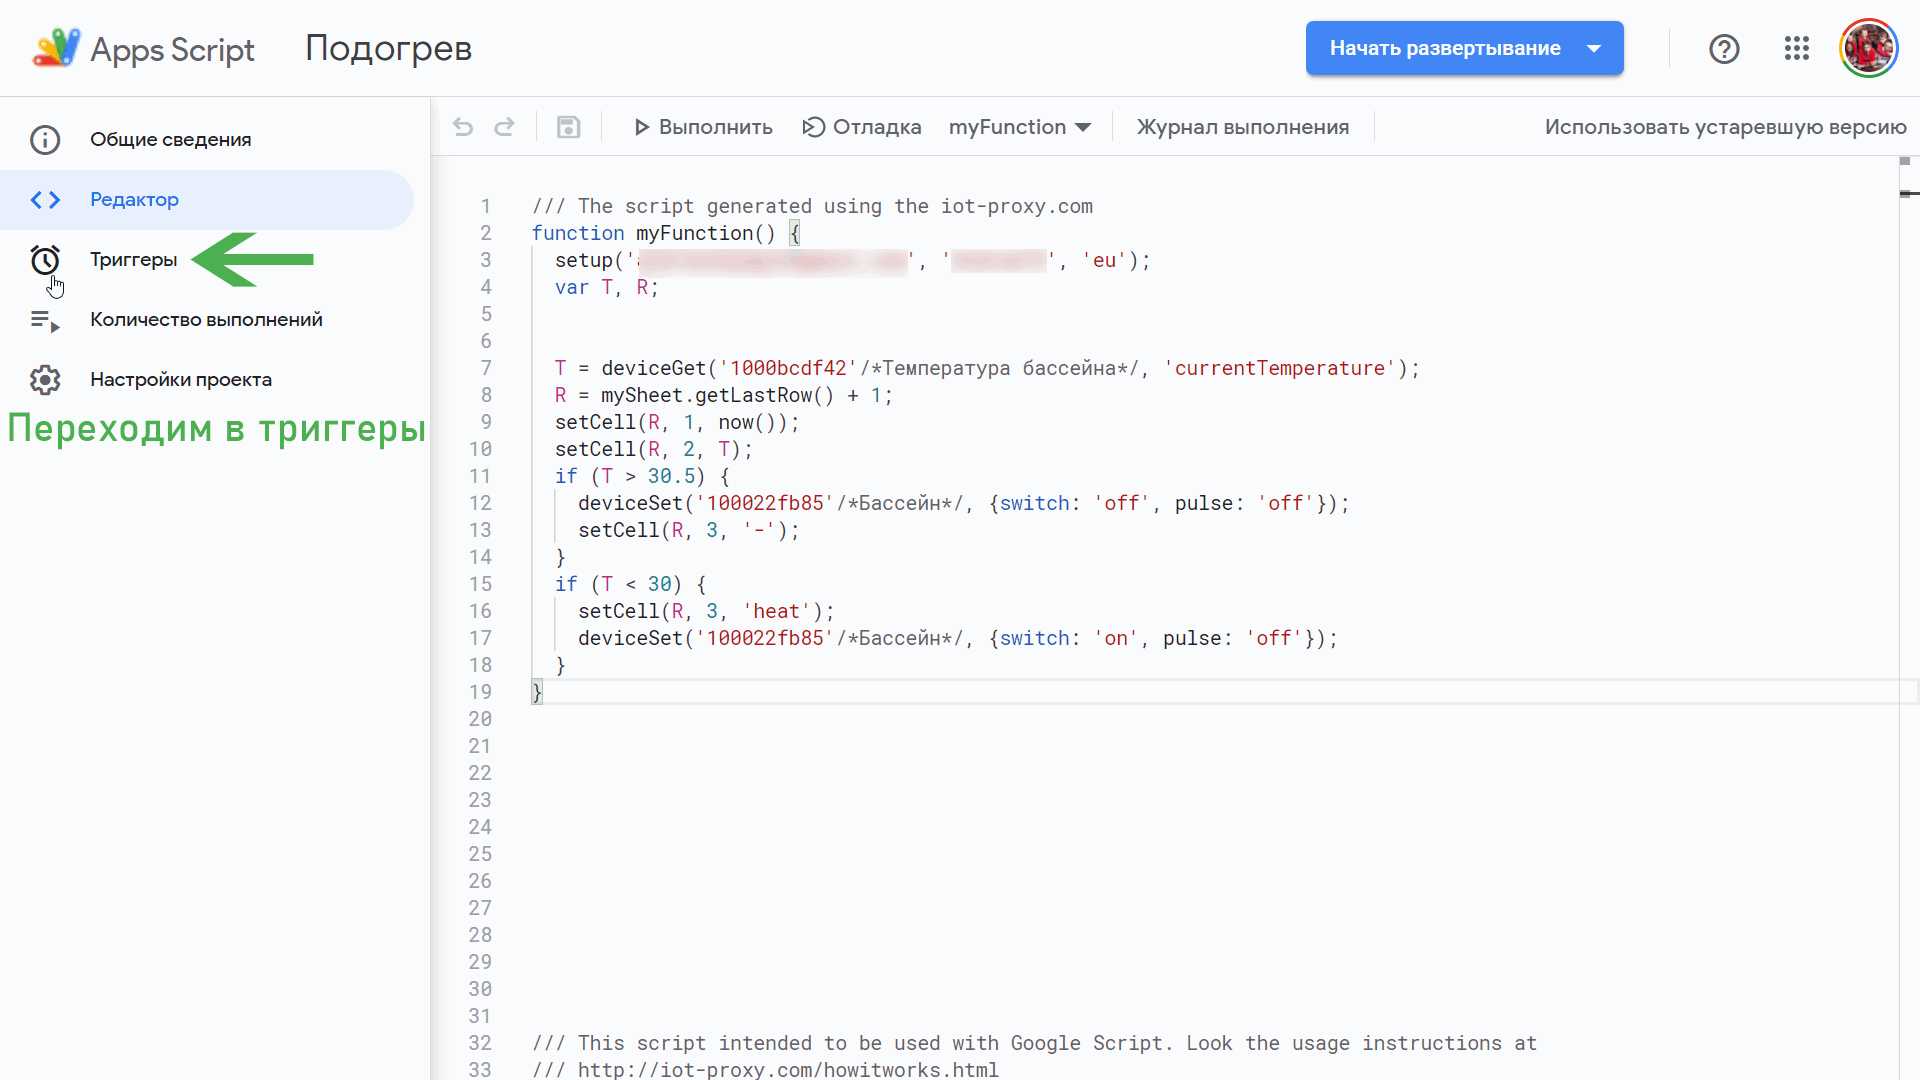 Apps Script Подогрев Начать развертывание
Общие сведения
Редактор
Триггеры
Количество выполнений
Настройки проекта
Переходим в триггеры
Выполнить Отладка myFunction Журнал выполнения Использовать устаревшую версию
1 /// The script generated using the iot-proxy.com
2 function myFunction() {
3 setup(' ', ' ', 'eu');
4 var T, R;
5
6
7 T = deviceGet('1000bcdf42'/*Температура бассейна*/, 'currentTemperature');
8 R = mySheet.getLastRow() + 1;
9 setCell(R, 1, now());
10 setCell(R, 2, T);
11 if (T > 30.5) {
12 deviceSet('100022fb85'/*Бассейн*/, {switch: 'off', pulse: 'off'});
13 setCell(R, 3, '-');
14 }
15 if (T < 30) {
16 setCell(R, 3, 'heat');
17 deviceSet('100022fb85'/*Бассейн*/, {switch: 'on', pulse: 'off'});
18 }
19 }
20
21
22
23
24
25
26
27
28
29
30
31
32 /// This script intended to be used with Google Script. Look the usage instructions at
33 /// http://iot-proxy.com/howitworks.html